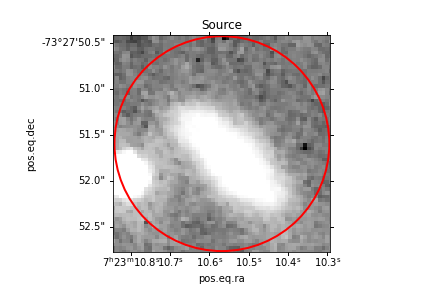 Source
-73°27'50.5"
51.0"
51.5"
52.0"
52.5"
pos.eq.dec
7ʰ23ᵐ10.8ˢ 10.7ˢ 10.6ˢ 10.5ˢ 10.4ˢ 10.3ˢ
pos.eq.ra